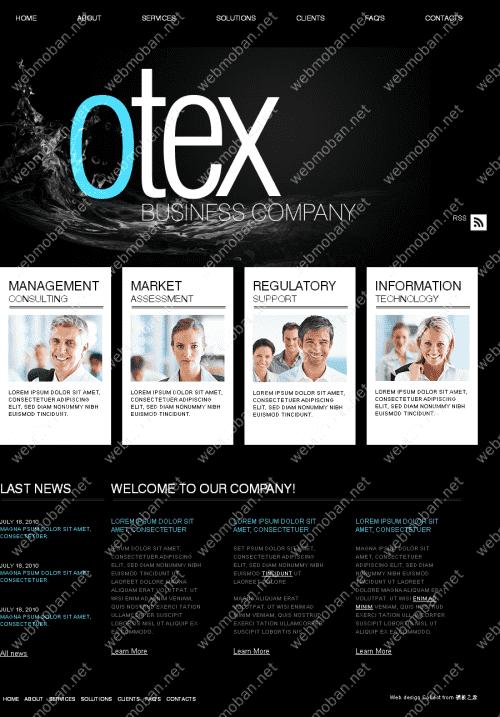 HOME ABOUT SERVICES SOLUTIONS CLIENTS FAQ'S CONTACTS
otex
BUSINESS COMPANY
RSS
MANAGEMENT
CONSULTING
LOREM IPSUM DOLOR SIT AMET,
CONSECTETUER ADIPISCING
ELIT, SED DIAM NONUMMY NIBH
EUISMOD TINCIDUNT.
MARKET
ASSESSMENT
LOREM IPSUM DOLOR SIT AMET,
CONSECTETUER ADIPISCING
ELIT, SED DIAM NONUMMY NIBH
EUISMOD TINCIDUNT.
REGULATORY
SUPPORT
LOREM IPSUM DOLOR SIT AMET,
CONSECTETUER ADIPISCING
ELIT, SED DIAM NONUMMY NIBH
EUISMOD TINCIDUNT.
INFORMATION
TECHNOLOGY
LOREM IPSUM DOLOR SIT AMET,
CONSECTETUER ADIPISCING
ELIT, SED DIAM NONUMMY NIBH
EUISMOD TINCIDUNT.
LAST NEWS
JULY 18, 2010
MAGNA PSUM DOLOR SIT AMET,
CONSECTETUER
JULY 18, 2010
MAGNA PSUM DOLOR SIT AMET,
CONSECTETUER
JULY 18, 2010
MAGNA PSUM DOLOR SIT AMET,
CONSECTETUER
All news
WELCOME TO OUR COMPANY!
LOREM IPSUM DOLOR SIT
AMET, CONSECTETUER
IPSUM DOLOR SIT AMET,
CONSECTETUER ADIPISCING
ELIT, SED DIAM NONUMMY NIBH
EUISMOD TINCIDUNT UT
LAOREET DOLORE MAGNA
ALIQUAM ERAT VOLUTPAT. UT
WISI ENIM AD MINIM VENIAM,
QUIS NOSTRUD EXERCI TATION
ULLAMCORPER SUSCIPIT
LOBORTIS NISL UT ALIQUIP EX
EA COMMODO.
Learn More
LOREM IPSUM DOLOR SIT
AMET, CONSECTETUER
SET PSUM DOLOR SIT AMET,
CONSECTETUER ADIPISCING
ELIT, SED DIAM NONUMMY NIBH
EUISMOD TINCIDUNT UT
LAOREET DOLORE
MAGNA ALIQUAM ERAT
VOLUTPAT. UT WISI ENIM AD
MINIM VENIAM, QUIS NOSTRUD
EXERCI TATION ULLAMCORPER
SUSCIPIT LOBORTIS NISL
Learn More
LOREM IPSUM DOLOR SIT
AMET, CONSECTETUER
MAGNA IPSUM DOLOR SIT AMET,
CONSECTETUER ADIPISCING
ELIT, SED DIAM NONUMMY
NIBH EUISMOD
TINCIDUNT UT LAOREET
DOLORE MAGNA ALIQUAM ERAT
VOLUTPAT. UT WISI ENIM AD
MINIM VENIAM, QUIS NOSTRUD
EXERCI TATION ULLAMCORPER
SUSCIPIT LOBORTIS NISL UT
ALIQUIP EX EA COMMODO.
Learn More
HOME ABOUT SERVICES SOLUTIONS CLIENTS FAQ'S CONTACTS
Web design Collect from 模板之家
webmoban.net